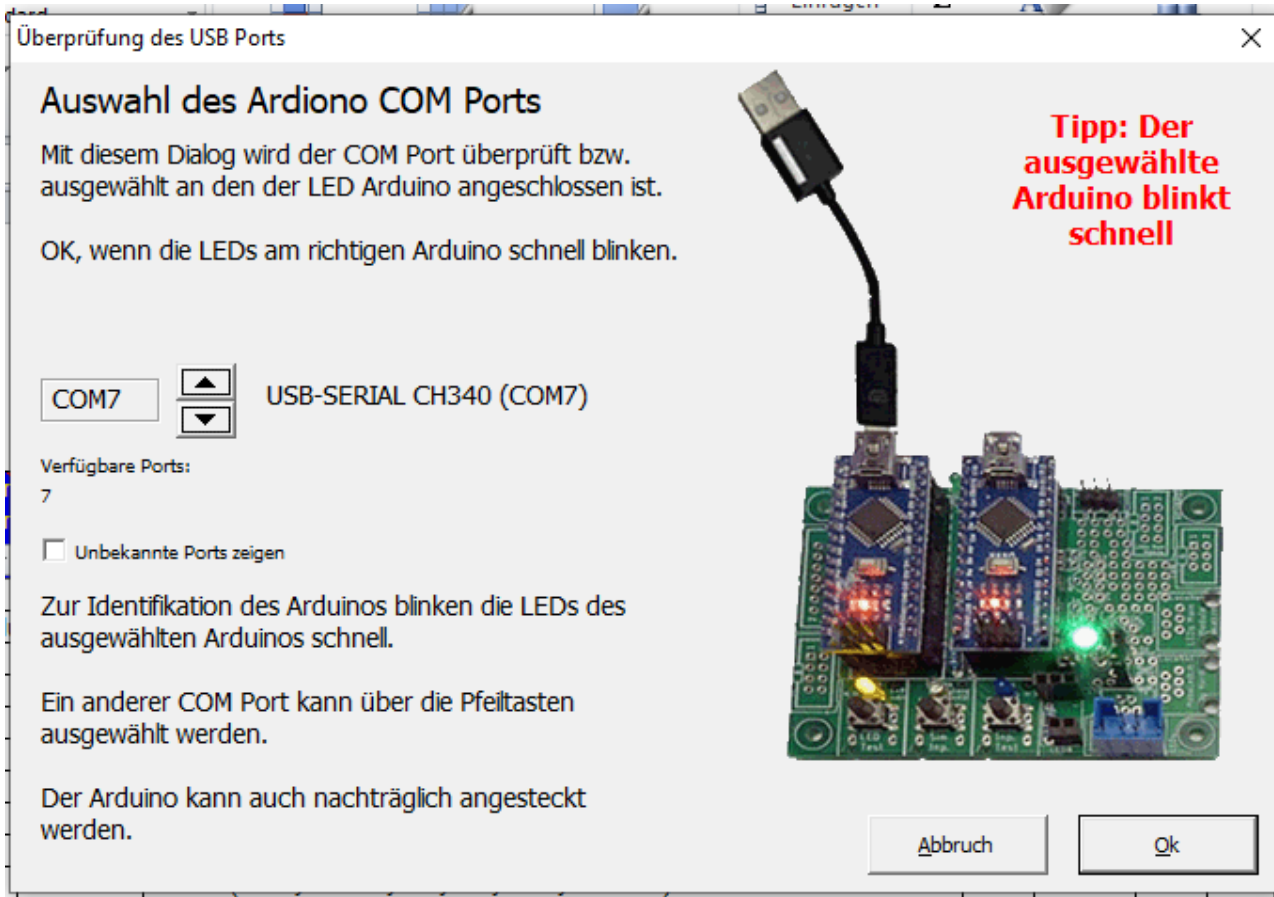 Überprüfung des USB Ports
Auswahl des Ardiono COM Ports
Mit diesem Dialog wird der COM Port überprüft bzw.
ausgewählt an den der LED Arduino angeschlossen ist.
OK, wenn die LEDs am richtigen Arduino schnell blinken.
Tipp: Der
ausgewählte
Arduino blinkt
schnell
COM7
USB-SERIAL CH340 (COM7)
Verfügbare Ports:
7
Unbekannte Ports zeigen
Zur Identifikation des Arduinos blinken die LEDs des
ausgewählten Arduinos schnell.
Ein anderer COM Port kann über die Pfeiltasten
ausgewählt werden.
Der Arduino kann auch nachträglich angesteckt
werden.
LED
Test
Test
Abbruch
Ok